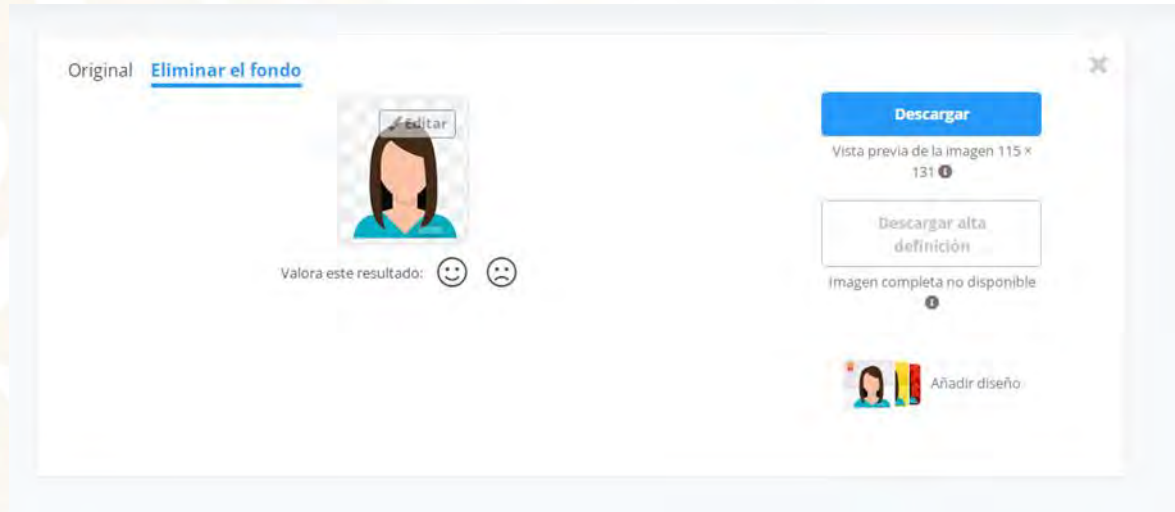 Original Eliminar el fondo
Editar
Valora este resultado:
Descargar
Vista previa de la imagen 115 ×
131
Descargar alta
definición
Imagen completa no disponible
Añadir diseño